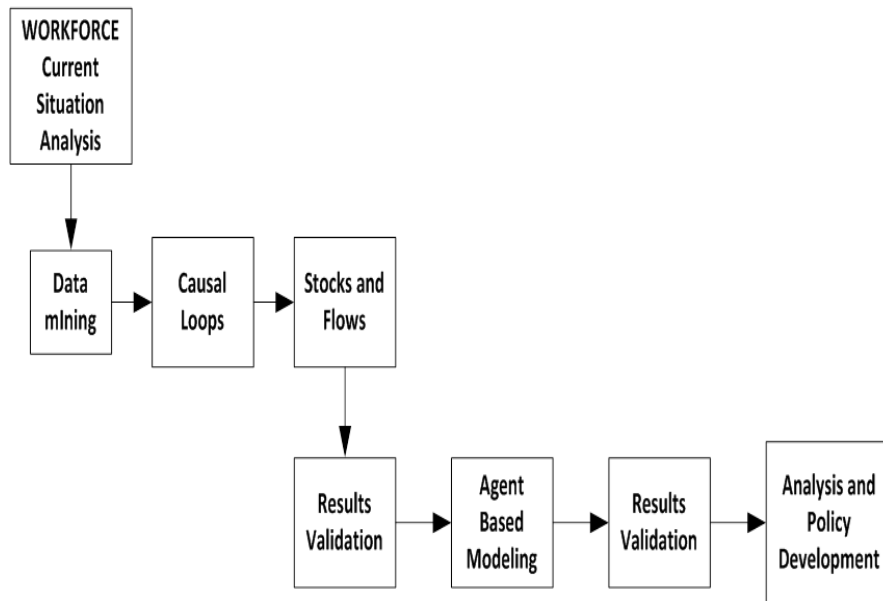 WORKFORCE
Current
Situation
Analysis
Data
mIning
Causal
Loops
Stocks and
Flows
Results
Validation
Agent
Based
Modeling
Results
Validation
Analysis and
Policy
Development